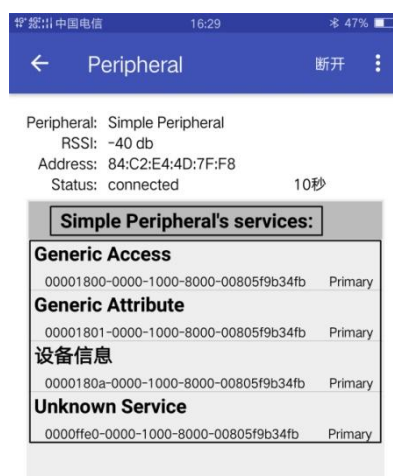 中国电信 16:29 47%
Peripheral 断开
Peripheral: Simple Peripheral
RSSI: -40 db
Address: 84:C2:E4:4D:7F:F8
Status: connected 10秒
Simple Peripheral's services:
Generic Access
00001800-0000-1000-8000-00805f9b34fb Primary
Generic Attribute
00001801-0000-1000-8000-00805f9b34fb Primary
设备信息
0000180a-0000-1000-8000-00805f9b34fb Primary
Unknown Service
0000ffe0-0000-1000-8000-00805f9b34fb Primary